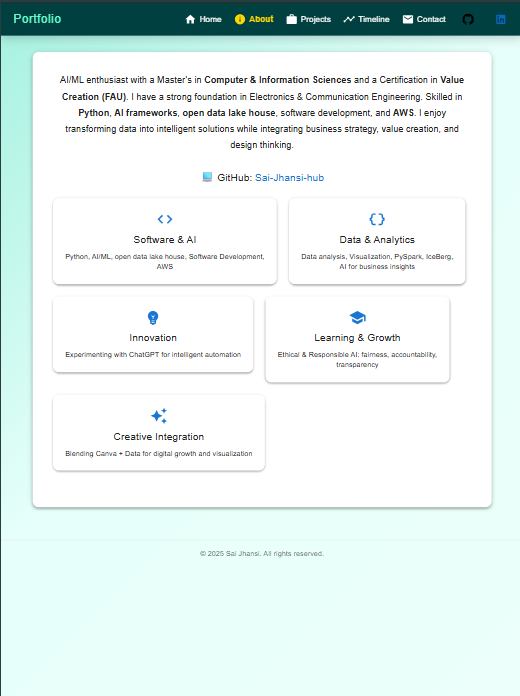 Portfolio Home About Projects Timeline Contact
AI/ML enthusiast with a Master's in Computer & Information Sciences and a Certification in Value
Creation (FAU). I have a strong foundation in Electronics & Communication Engineering. Skilled in
Python, AI frameworks, open data lake house, software development, and AWS. I enjoy
transforming data into intelligent solutions while integrating business strategy, value creation, and
design thinking.
GitHub: Sai-Jhansi-hub
Software & AI
Python, AI/ML, open data lake house, Software Development,
AWS
Data & Analytics
Data analysis, Visualization, PySpark, IceBerg,
AI for business insights
Innovation
Experimenting with ChatGPT for intelligent automation
Learning & Growth
Ethical & Responsible AI: fairness, accountability,
transparency
Creative Integration
Blending Canva + Data for digital growth and visualization
© 2025 Sai Jhansi. All rights reserved.